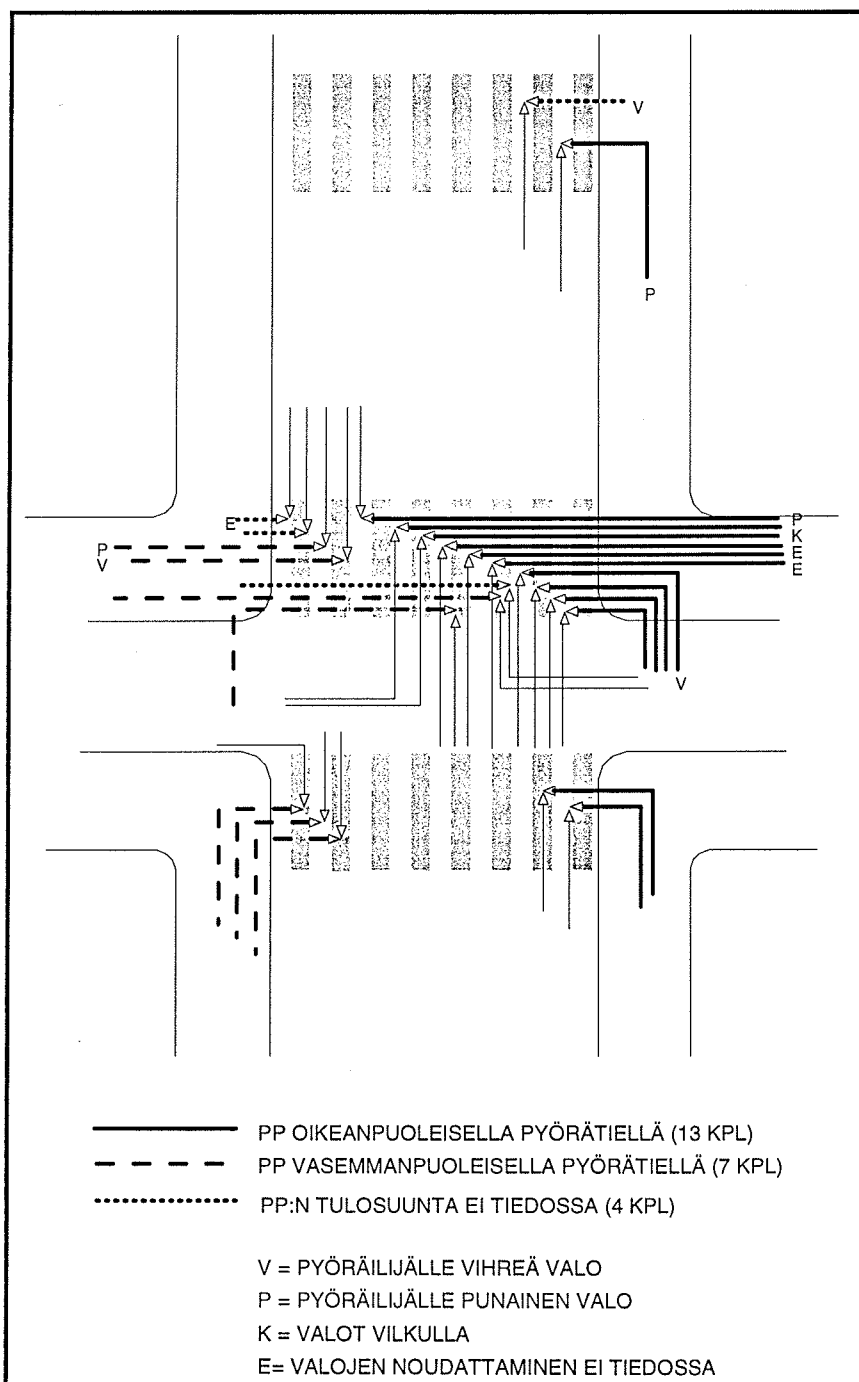 V
P
E
P
V
P
K
E
E
V
PP OIKEANPUOLEISELLA PYÖRÄTIELLÄ (13 KPL)
PP VASEMMANPUOLEISELLA PYÖRÄTIELLÄ (7 KPL)
PP:N TULOSUUNTA EI TIEDOSSA (4 KPL)
V = PYÖRÄILIJÄLLE VIHREÄ VALO
P = PYÖRÄILIJÄLLE PUNAINEN VALO
K = VALOT VILKULLA
E= VALOJEN NOUDATTAMINEN EI TIEDOSSA